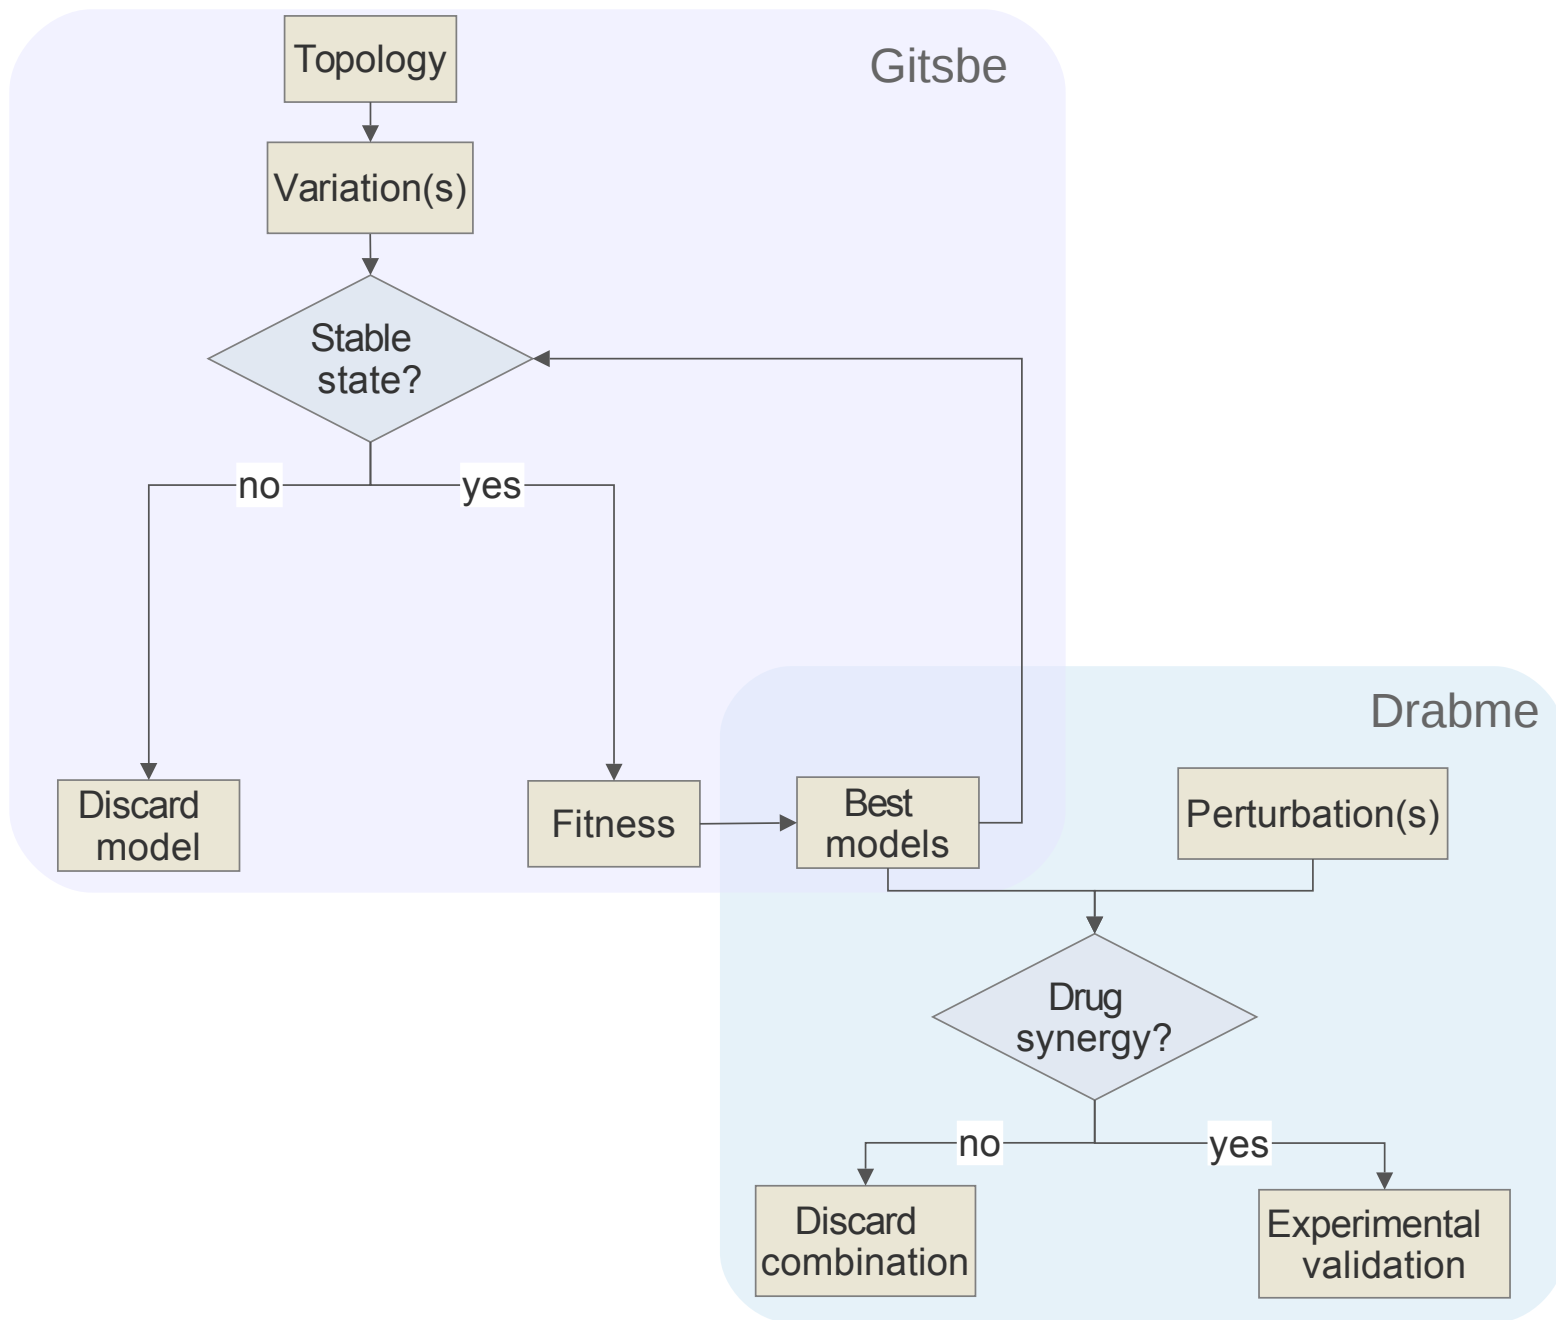 Topology
Gitsbe
Variation(s)
Stable
state?
no
yes
Drabme
Discard
model
Fitness
Best
models
Perturbation(s)
Drug
synergy?
no
yes
Discard
combination
Experimental
validation